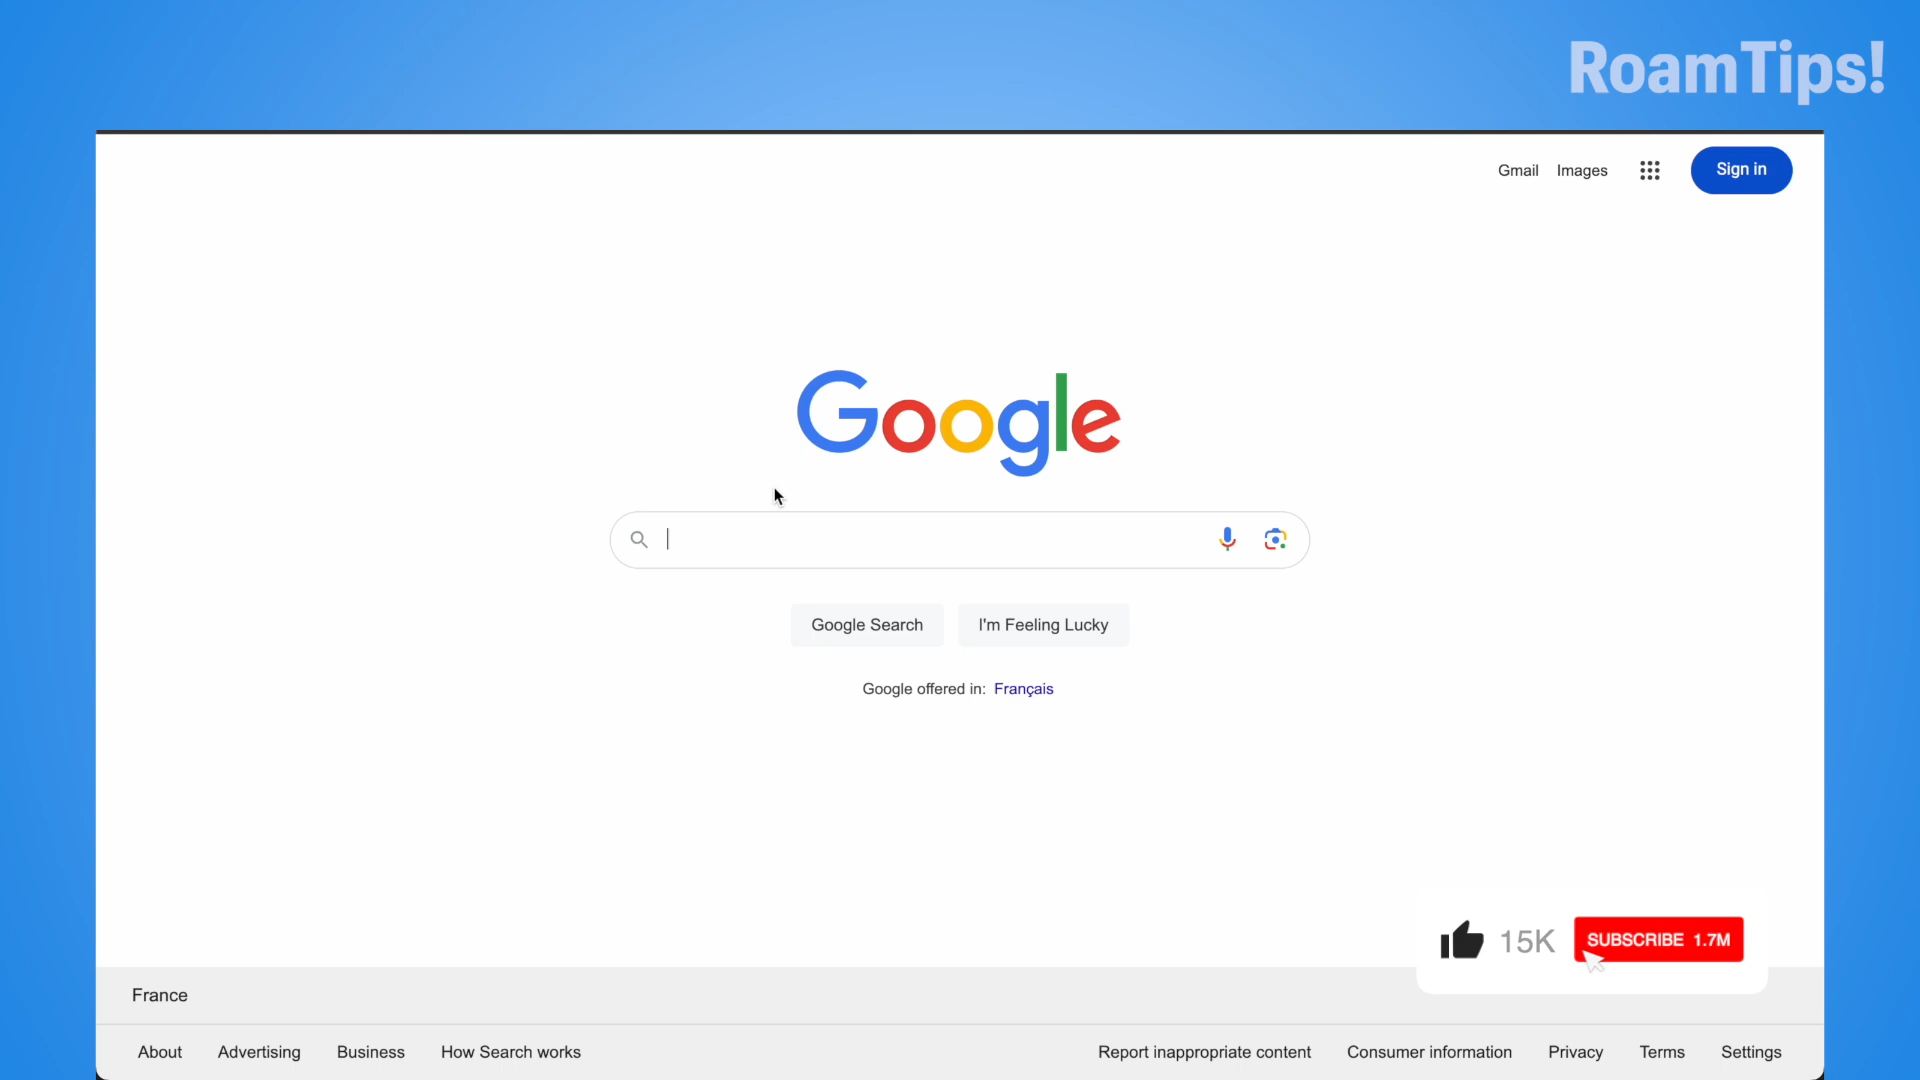 RoamTips!
Gmail Images Sign in
Google
Google Search I'm Feeling Lucky
Google offered in: Français
15K SUBSCRIBE 1.7M
France
About Advertising Business How Search works Report inappropriate content Consumer information Privacy Terms Settings